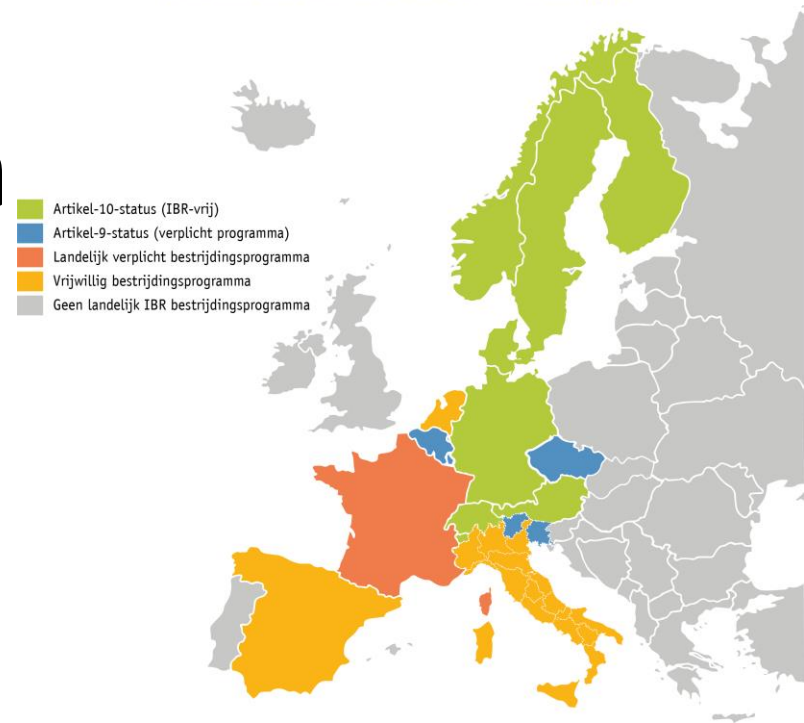 Artikel-10-status (IBR-vrij)
Artikel-9-status (verplicht programma)
Landelijk verplicht bestrijdingsprogramma
Vrijwillig bestrijdingsprogramma
Geen landelijk IBR bestrijdingsprogramma